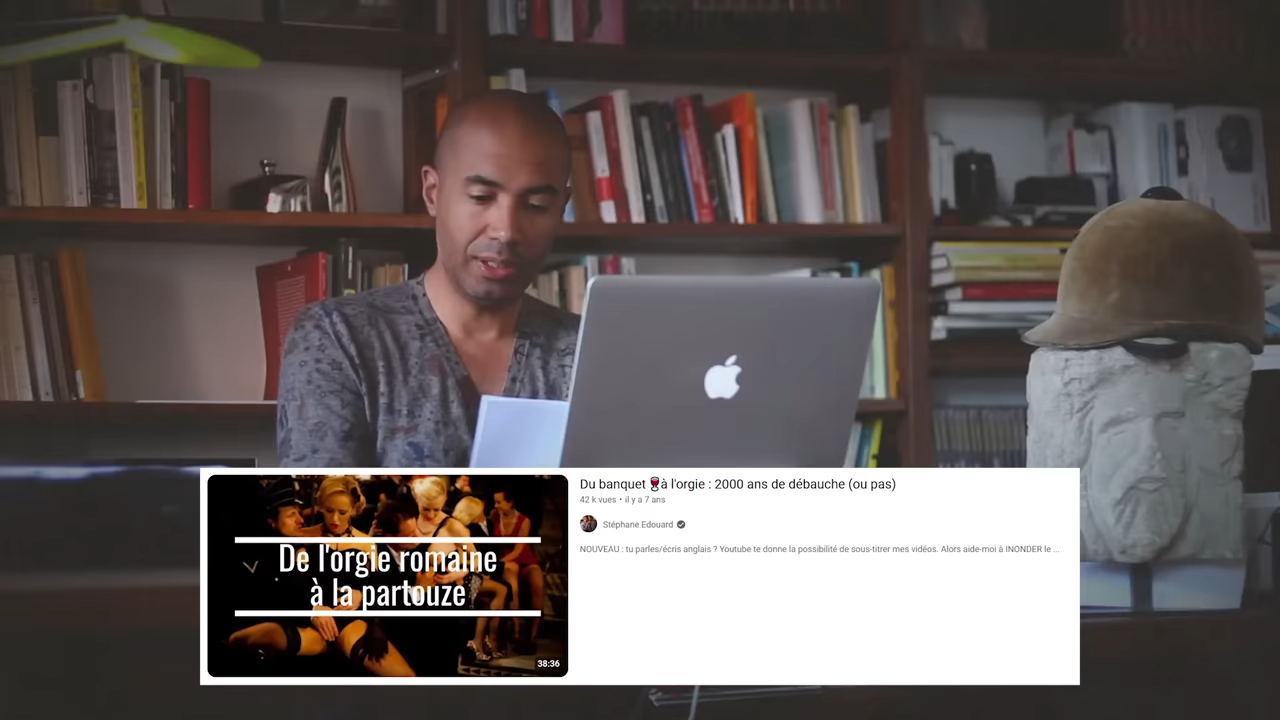 Du banquet 🍷à l'orgie : 2000 ans de débauche (ou pas)
42 k vues • il y a 7 ans
Stéphane Edouard
NOUVEAU : tu parles/écris anglais ? Youtube te donne la possibilité de sous-titrer mes vidéos. Alors aide-moi à INONDER le ...
De l'orgie romaine
à la partouze
38:36